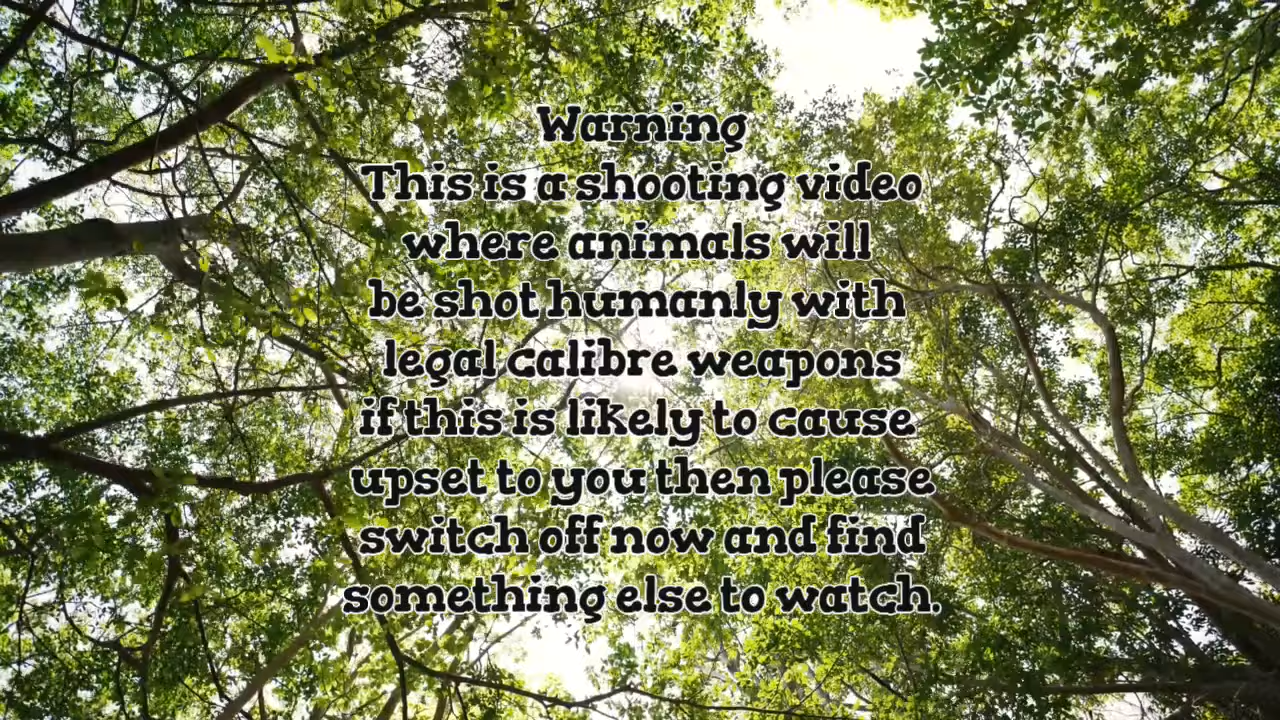 Warning
This is a shooting video
where animals will
be shot humanly with
legal calibre weapons
if this is likely to cause
upset to you then please
switch off now and find
something else to watch.